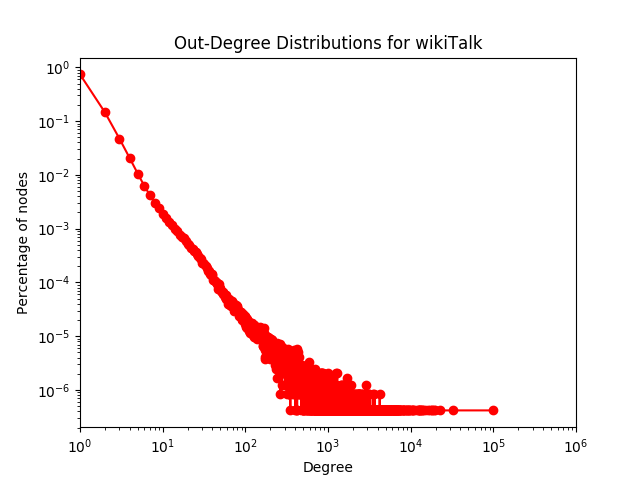 Out-Degree Distributions for wikiTalk
Percentage of nodes
10^0
10^-1
10^-2
10^-3
10^-4
10^-5
10^-6
10^0 10^1 10^2 10^3 10^4 10^5 10^6
Degree